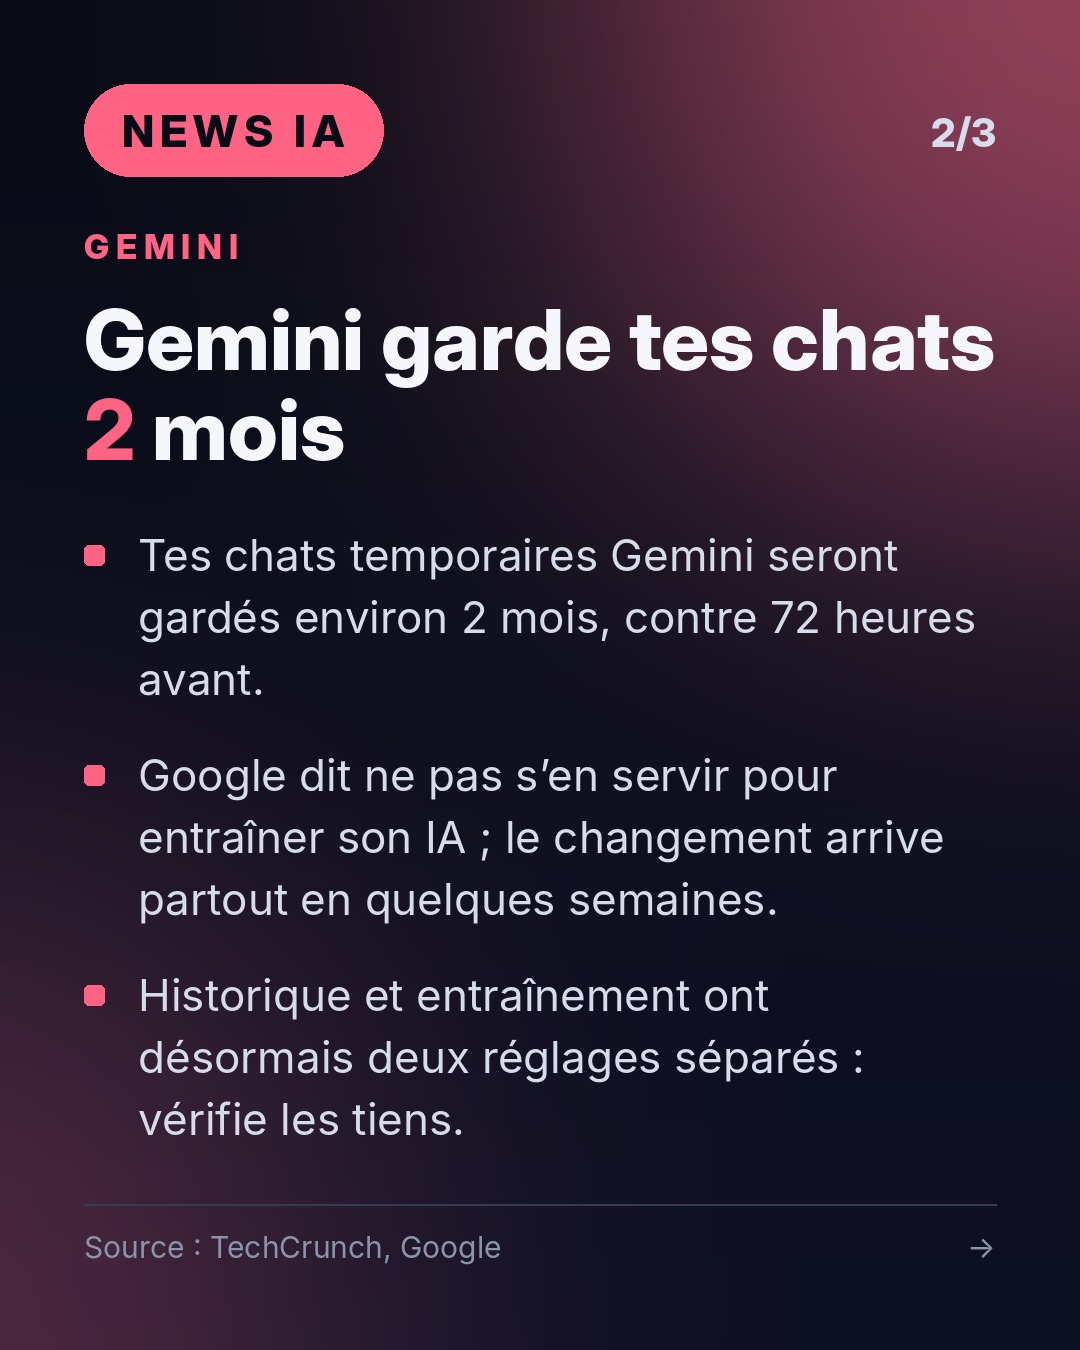 NEWS IA
2/3
GEMINI
Gemini garde tes chats
2 mois
Tes chats temporaires Gemini seront
gardés environ 2 mois, contre 72 heures
avant.
Google dit ne pas s’en servir pour
entraîner son IA ; le changement arrive
partout en quelques semaines.
Historique et entraînement ont
désormais deux réglages séparés :
vérifie les tiens.
Source : TechCrunch, Google
→